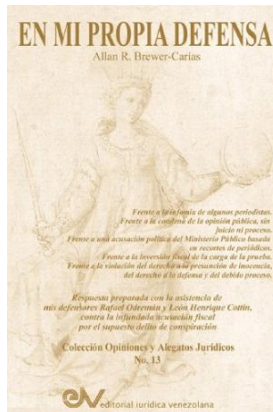 EN MI PROPIA DEFENSA
Allan R. Brewer-Carías
Frente a la infamia de algunos periodistas.
Frente a la condena de la opinión pública, sin
juicio ni proceso.
Frente a una acusación política del Ministerio Público basada
en recortes de periódicos.
Frente a la inversión fiscal de la carga de la prueba.
Frente a la violación del derecho a la presunción de inocencia,
del derecho a la defensa y del debido proceso.
Respuesta preparada con la asistencia de
mis defensores Rafael Odremán y León Henrique Cottin,
contra la infundada acusación fiscal
por el supuesto delito de conspiración
Colección Opiniones y Alegatos Jurídicos
No. 13
editorial jurídica venezolana